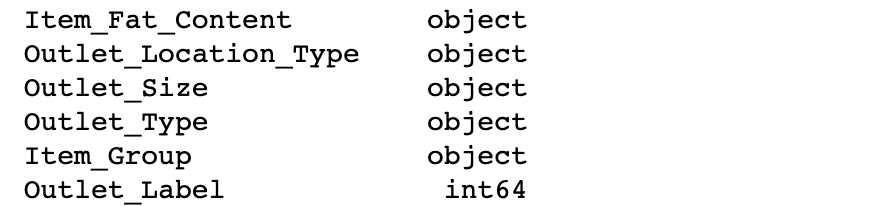 Item_Fat_Content object
Outlet_Location_Type object
Outlet_Size object
Outlet_Type object
Item_Group object
Outlet_Label int64